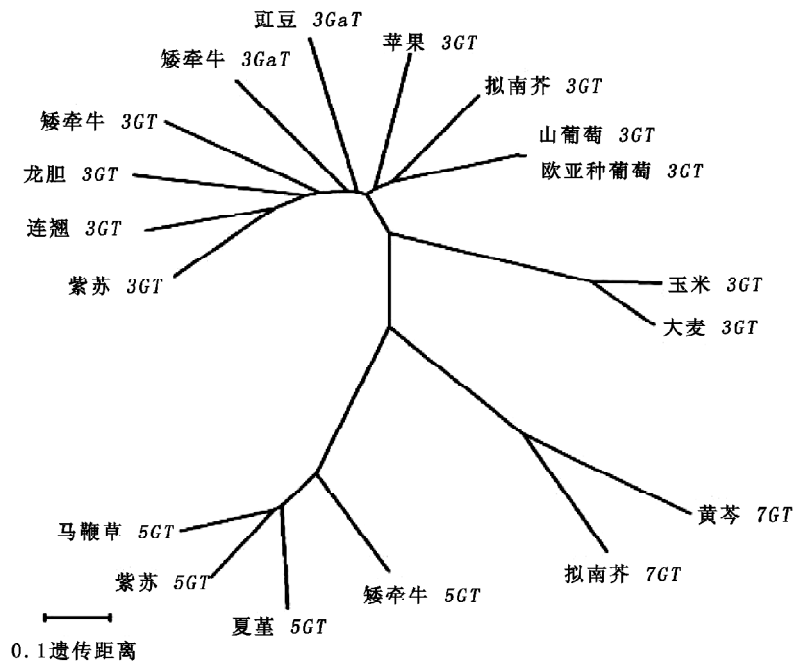 豇豆 3GaT
苹果 3GT
矮牵牛 3GaT
拟南芥 3GT
矮牵牛 3GT
山葡萄 3GT
欧亚种葡萄 3GT
龙胆 3GT
连翘 3GT
紫苏 3GT
玉米 3GT
大麦 3GT
黄芩 7GT
马鞭草 5GT
拟南芥 7GT
紫苏 5GT
矮牵牛 5GT
夏堇 5GT
0.1遗传距离